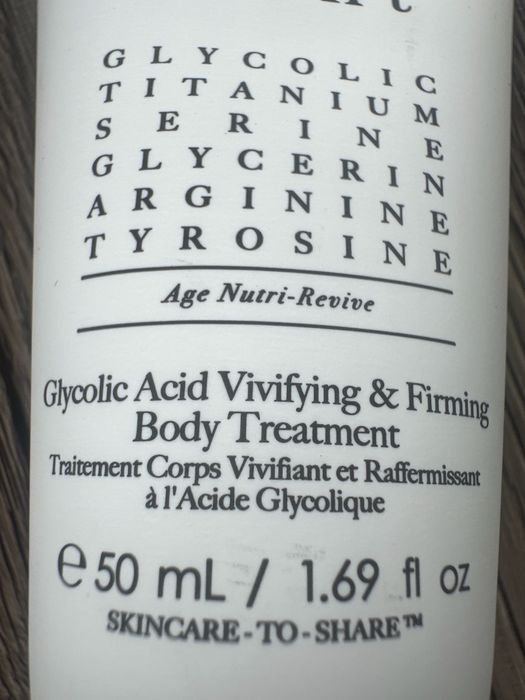 G L Y C O L I C
T I T A N I U M
S E R I N E
G L Y C E R I N
A R G I N I N E
T Y R O S I N E
Age Nutri-Revive
Glycolic Acid Vivifying & Firming
Body Treatment
Traitement Corps Vivifiant et Raffermissant
à l'Acide Glycolique
℮50 mL / 1.69 fl oz
SKINCARE-TO-SHARE™